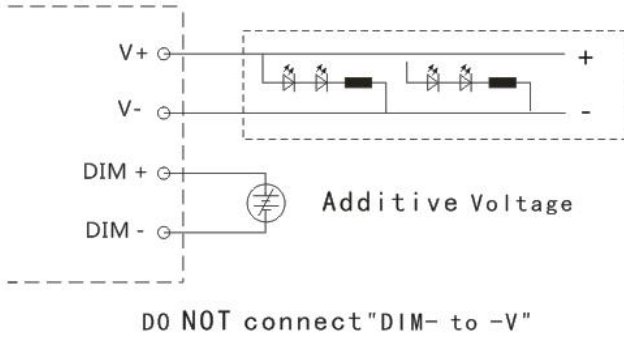 V+
+
V-
-
DIM +
Additive Voltage
DIM -
DO NOT connect"DIM- to -V"